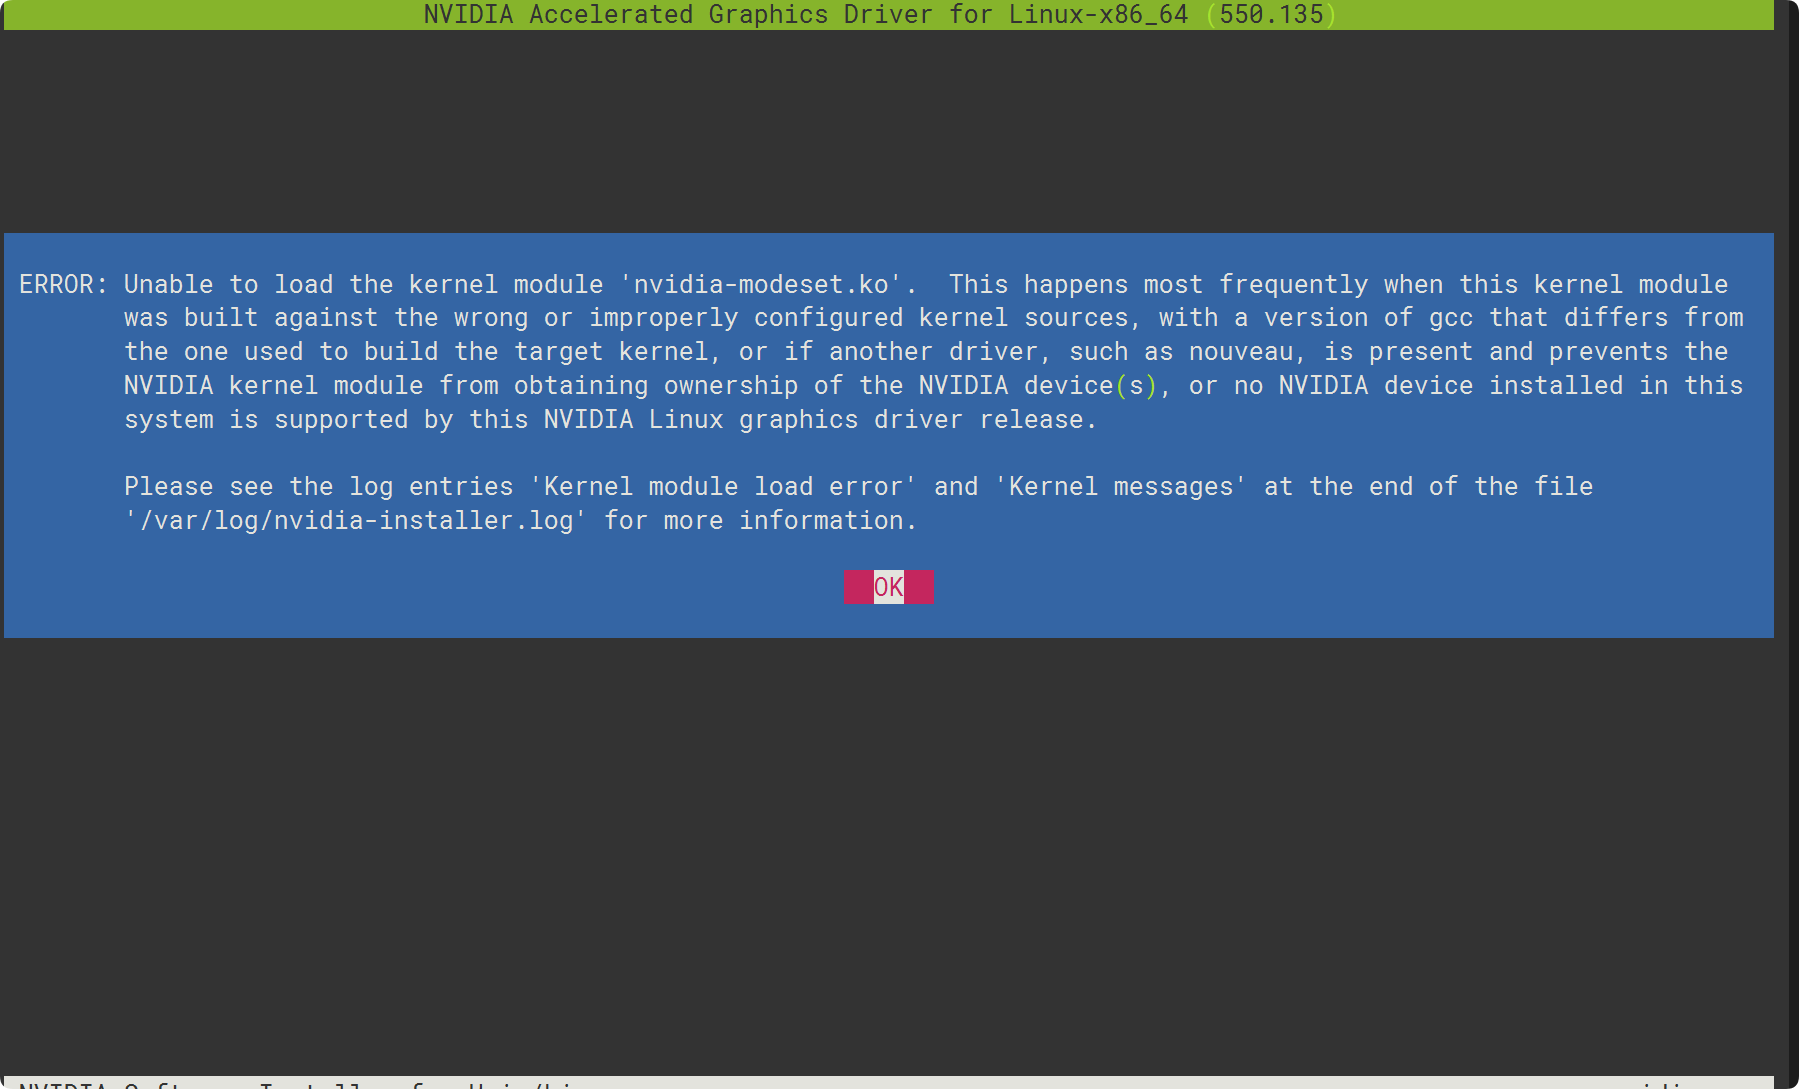 NVIDIA Accelerated Graphics Driver for Linux-x86_64 (550.135)
ERROR: Unable to load the kernel module 'nvidia-modeset.ko'.  This happens most frequently when this kernel module
was built against the wrong or improperly configured kernel sources, with a version of gcc that differs from
the one used to build the target kernel, or if another driver, such as nouveau, is present and prevents the
NVIDIA kernel module from obtaining ownership of the NVIDIA device(s), or no NVIDIA device installed in this
system is supported by this NVIDIA Linux graphics driver release.
Please see the log entries 'Kernel module load error' and 'Kernel messages' at the end of the file
'/var/log/nvidia-installer.log' for more information.
OK
NVIDIA Software Installer for Unix/Linux